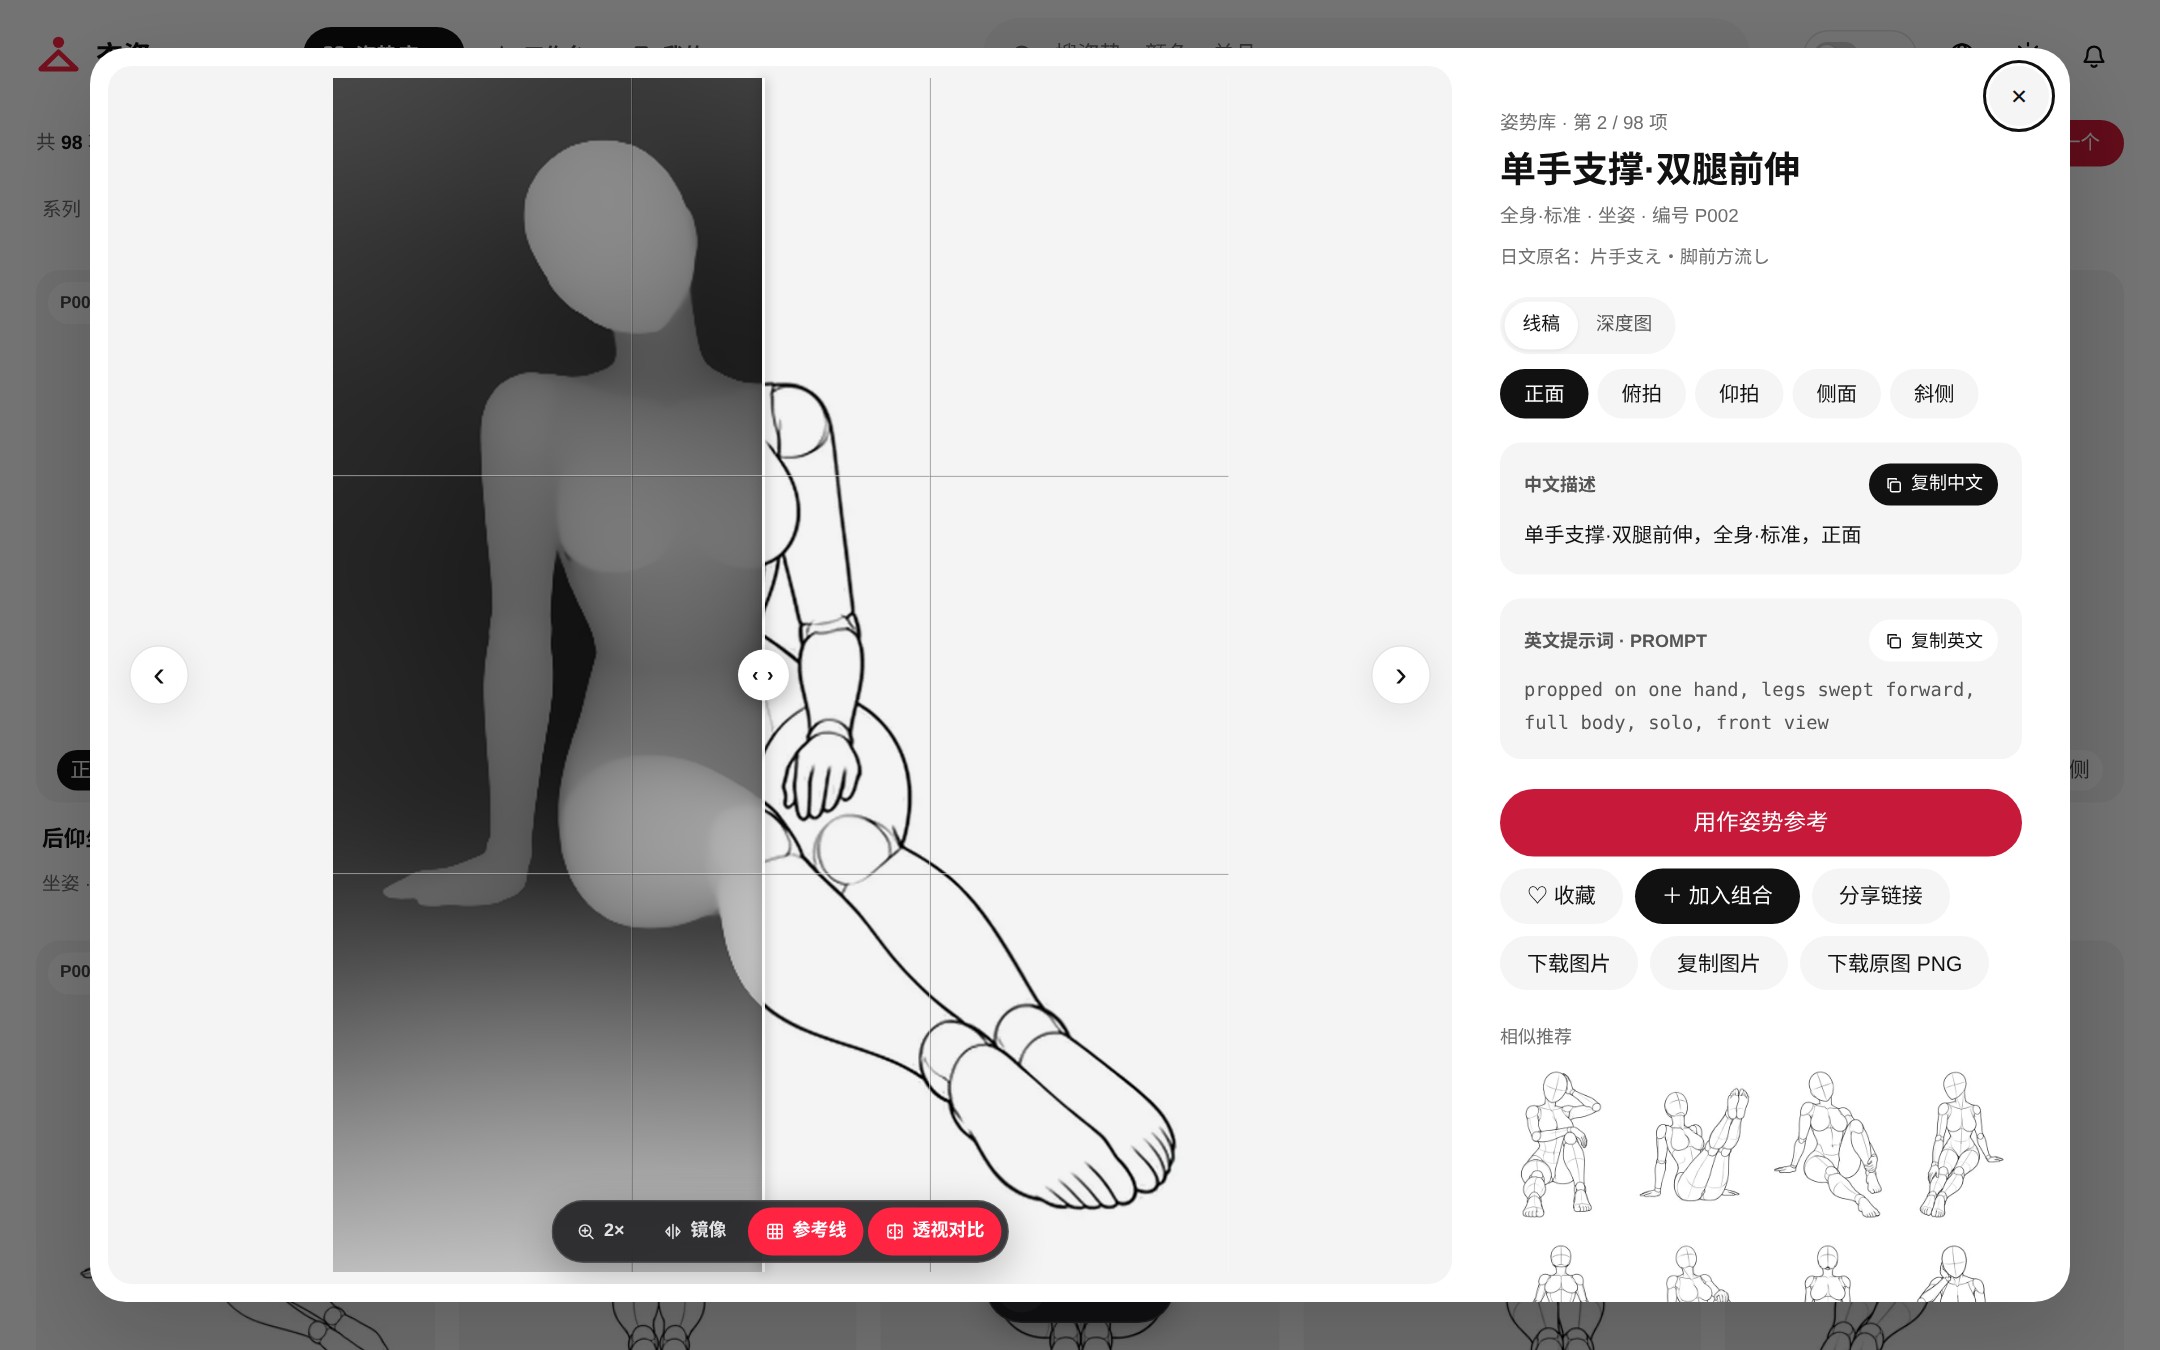 共 98
一个
系列
P00
P00
正
侧
后仰
坐姿 ·
姿势库 · 第 2 / 98 项
单手支撑·双腿前伸
全身·标准 · 坐姿 · 编号 P002
日文原名：片手支え・脚前方流し
线稿 深度图
正面 俯拍 仰拍 侧面 斜侧
中文描述 复制中文
单手支撑·双腿前伸，全身·标准，正面
英文提示词 · PROMPT 复制英文
propped on one hand, legs swept forward,
full body, solo, front view
用作姿势参考
♡ 收藏 ＋ 加入组合 分享链接
下载图片 复制图片 下载原图 PNG
相似推荐
2× 镜像 参考线 透视对比